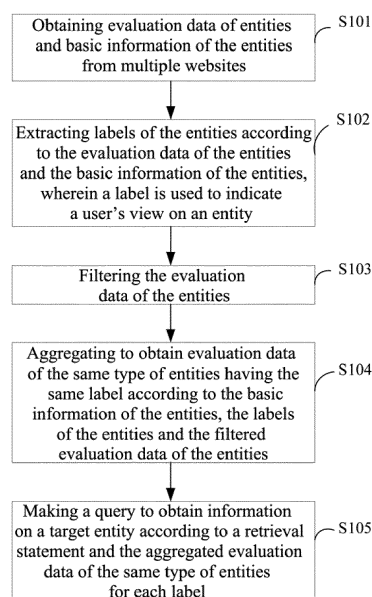 Obtaining evaluation data of entities
and basic information of the entities
from multiple websites
S101
Extracting labels of the entities according
to the evaluation data of the entities
and the basic information of the entities,
wherein a label is used to indicate
a user's view on an entity
S102
Filtering the evaluation
data of the entities
S103
Aggregating to obtain evaluation data
of the same type of entities having the
same label according to the basic
information of the entities, the labels
of the entities and the filtered
evaluation data of the entities
S104
Making a query to obtain information
on a target entity according to a retrieval
statement and the aggregated evaluation
data of the same type of entities
for each label
S105